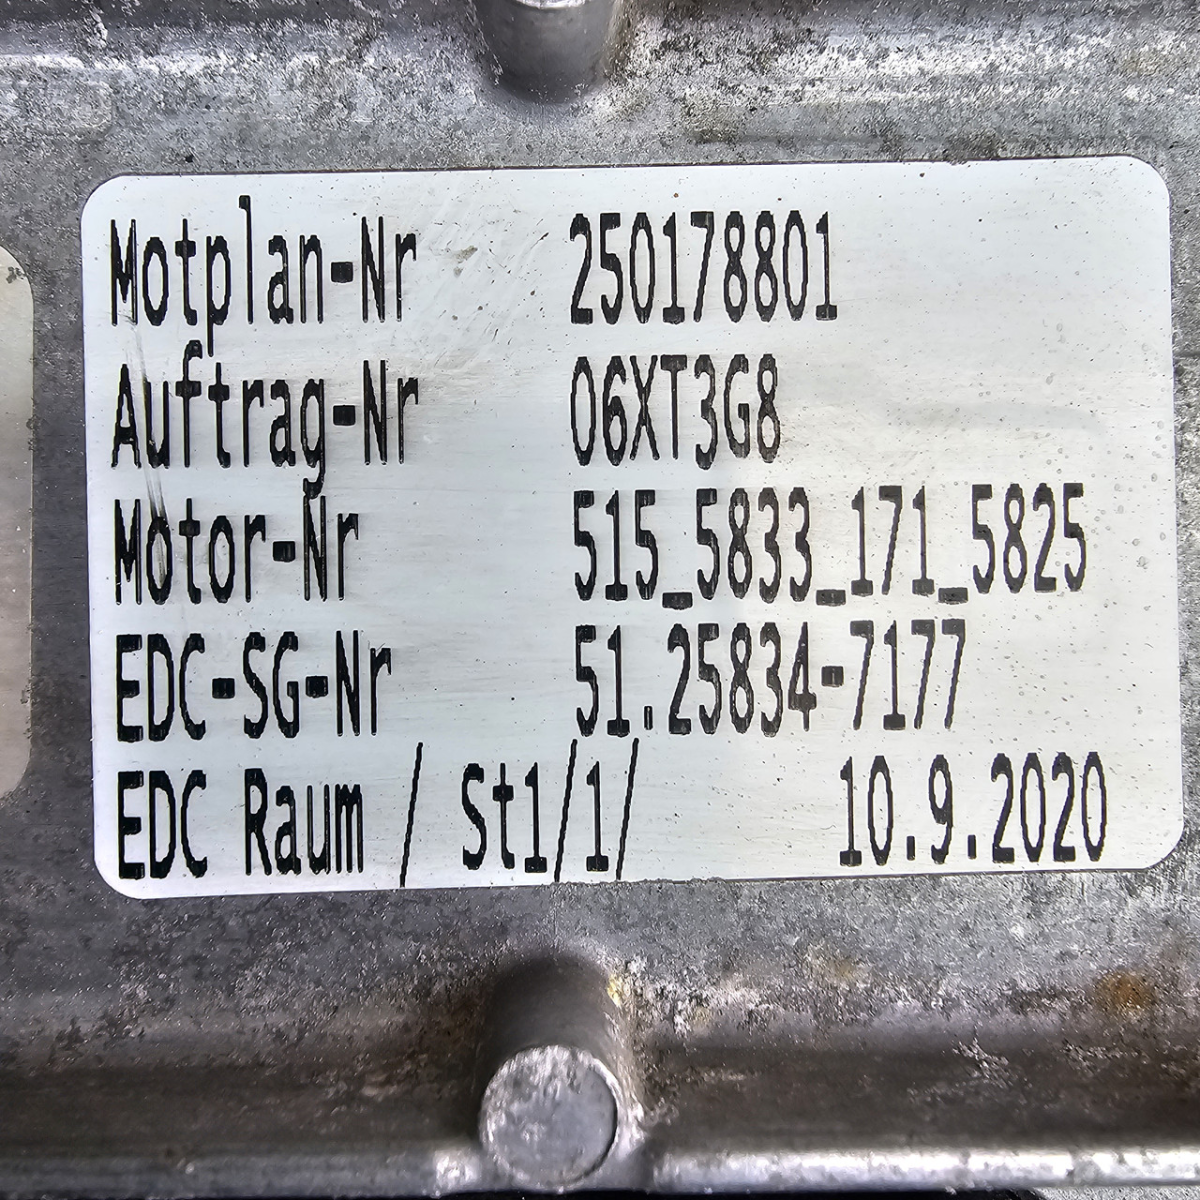 Motplan-Nr 250178801
Auftrag-Nr 06XT3G8
Motor-Nr 515_5833_171_5825
EDC-SG-Nr 51.25834-7177
EDC Raum / St1/1/ 10.9.2020